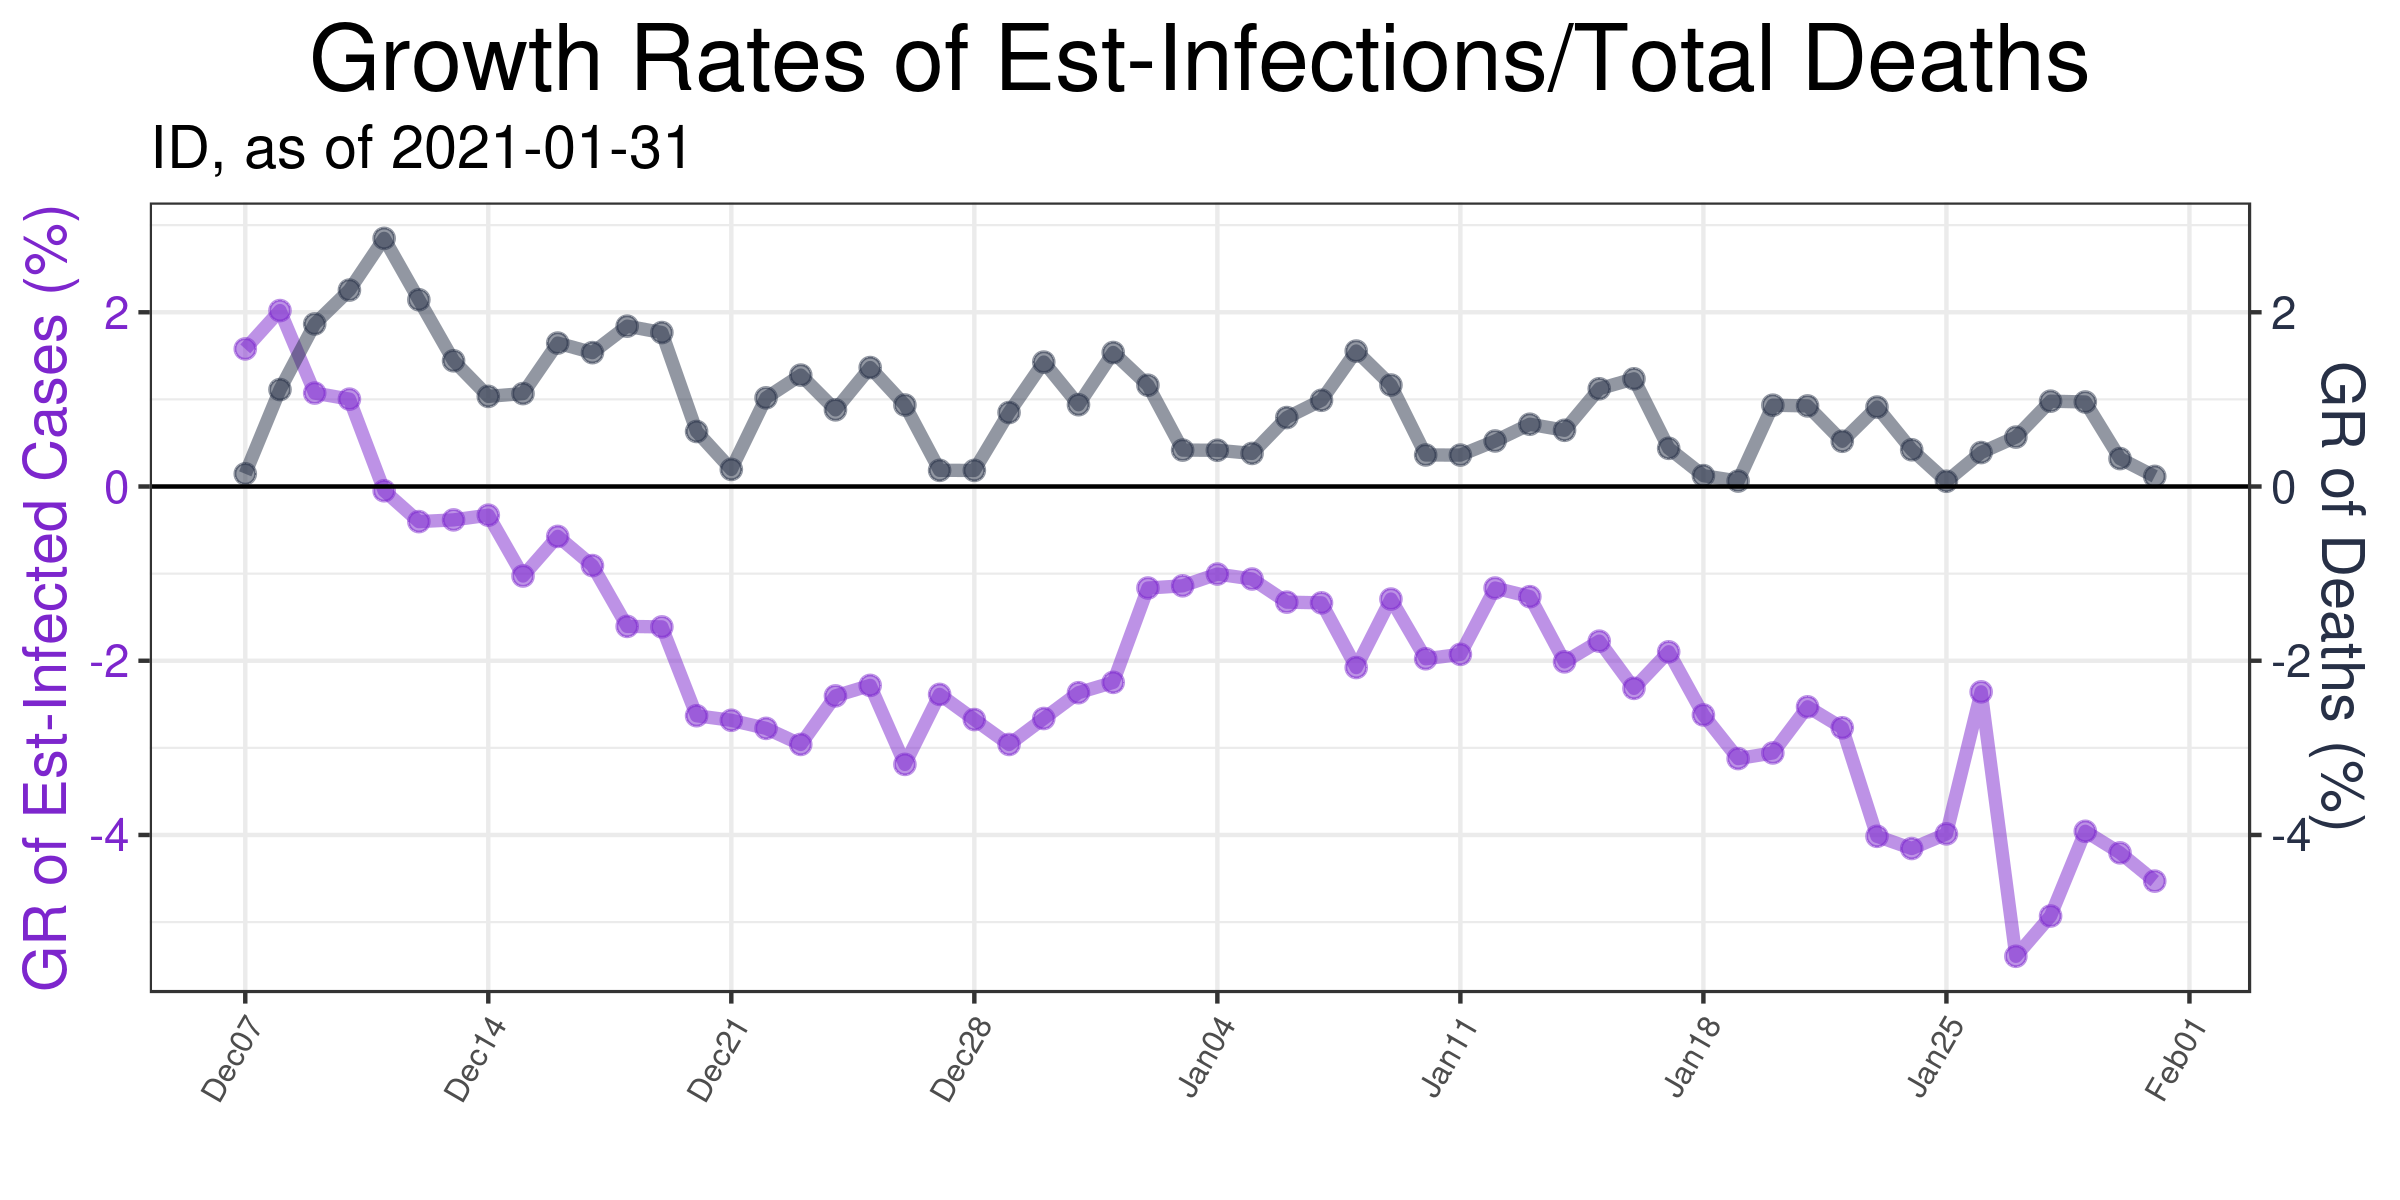 Growth Rates of Est-Infections/Total Deaths
ID, as of 2021-01-31
GR of Est-Infected Cases (%)
2
0
-2
-4
2
0
-2
-4
GR of Deaths (%)
Dec07
Dec14
Dec21
Dec28
Jan04
Jan11
Jan18
Jan25
Feb01